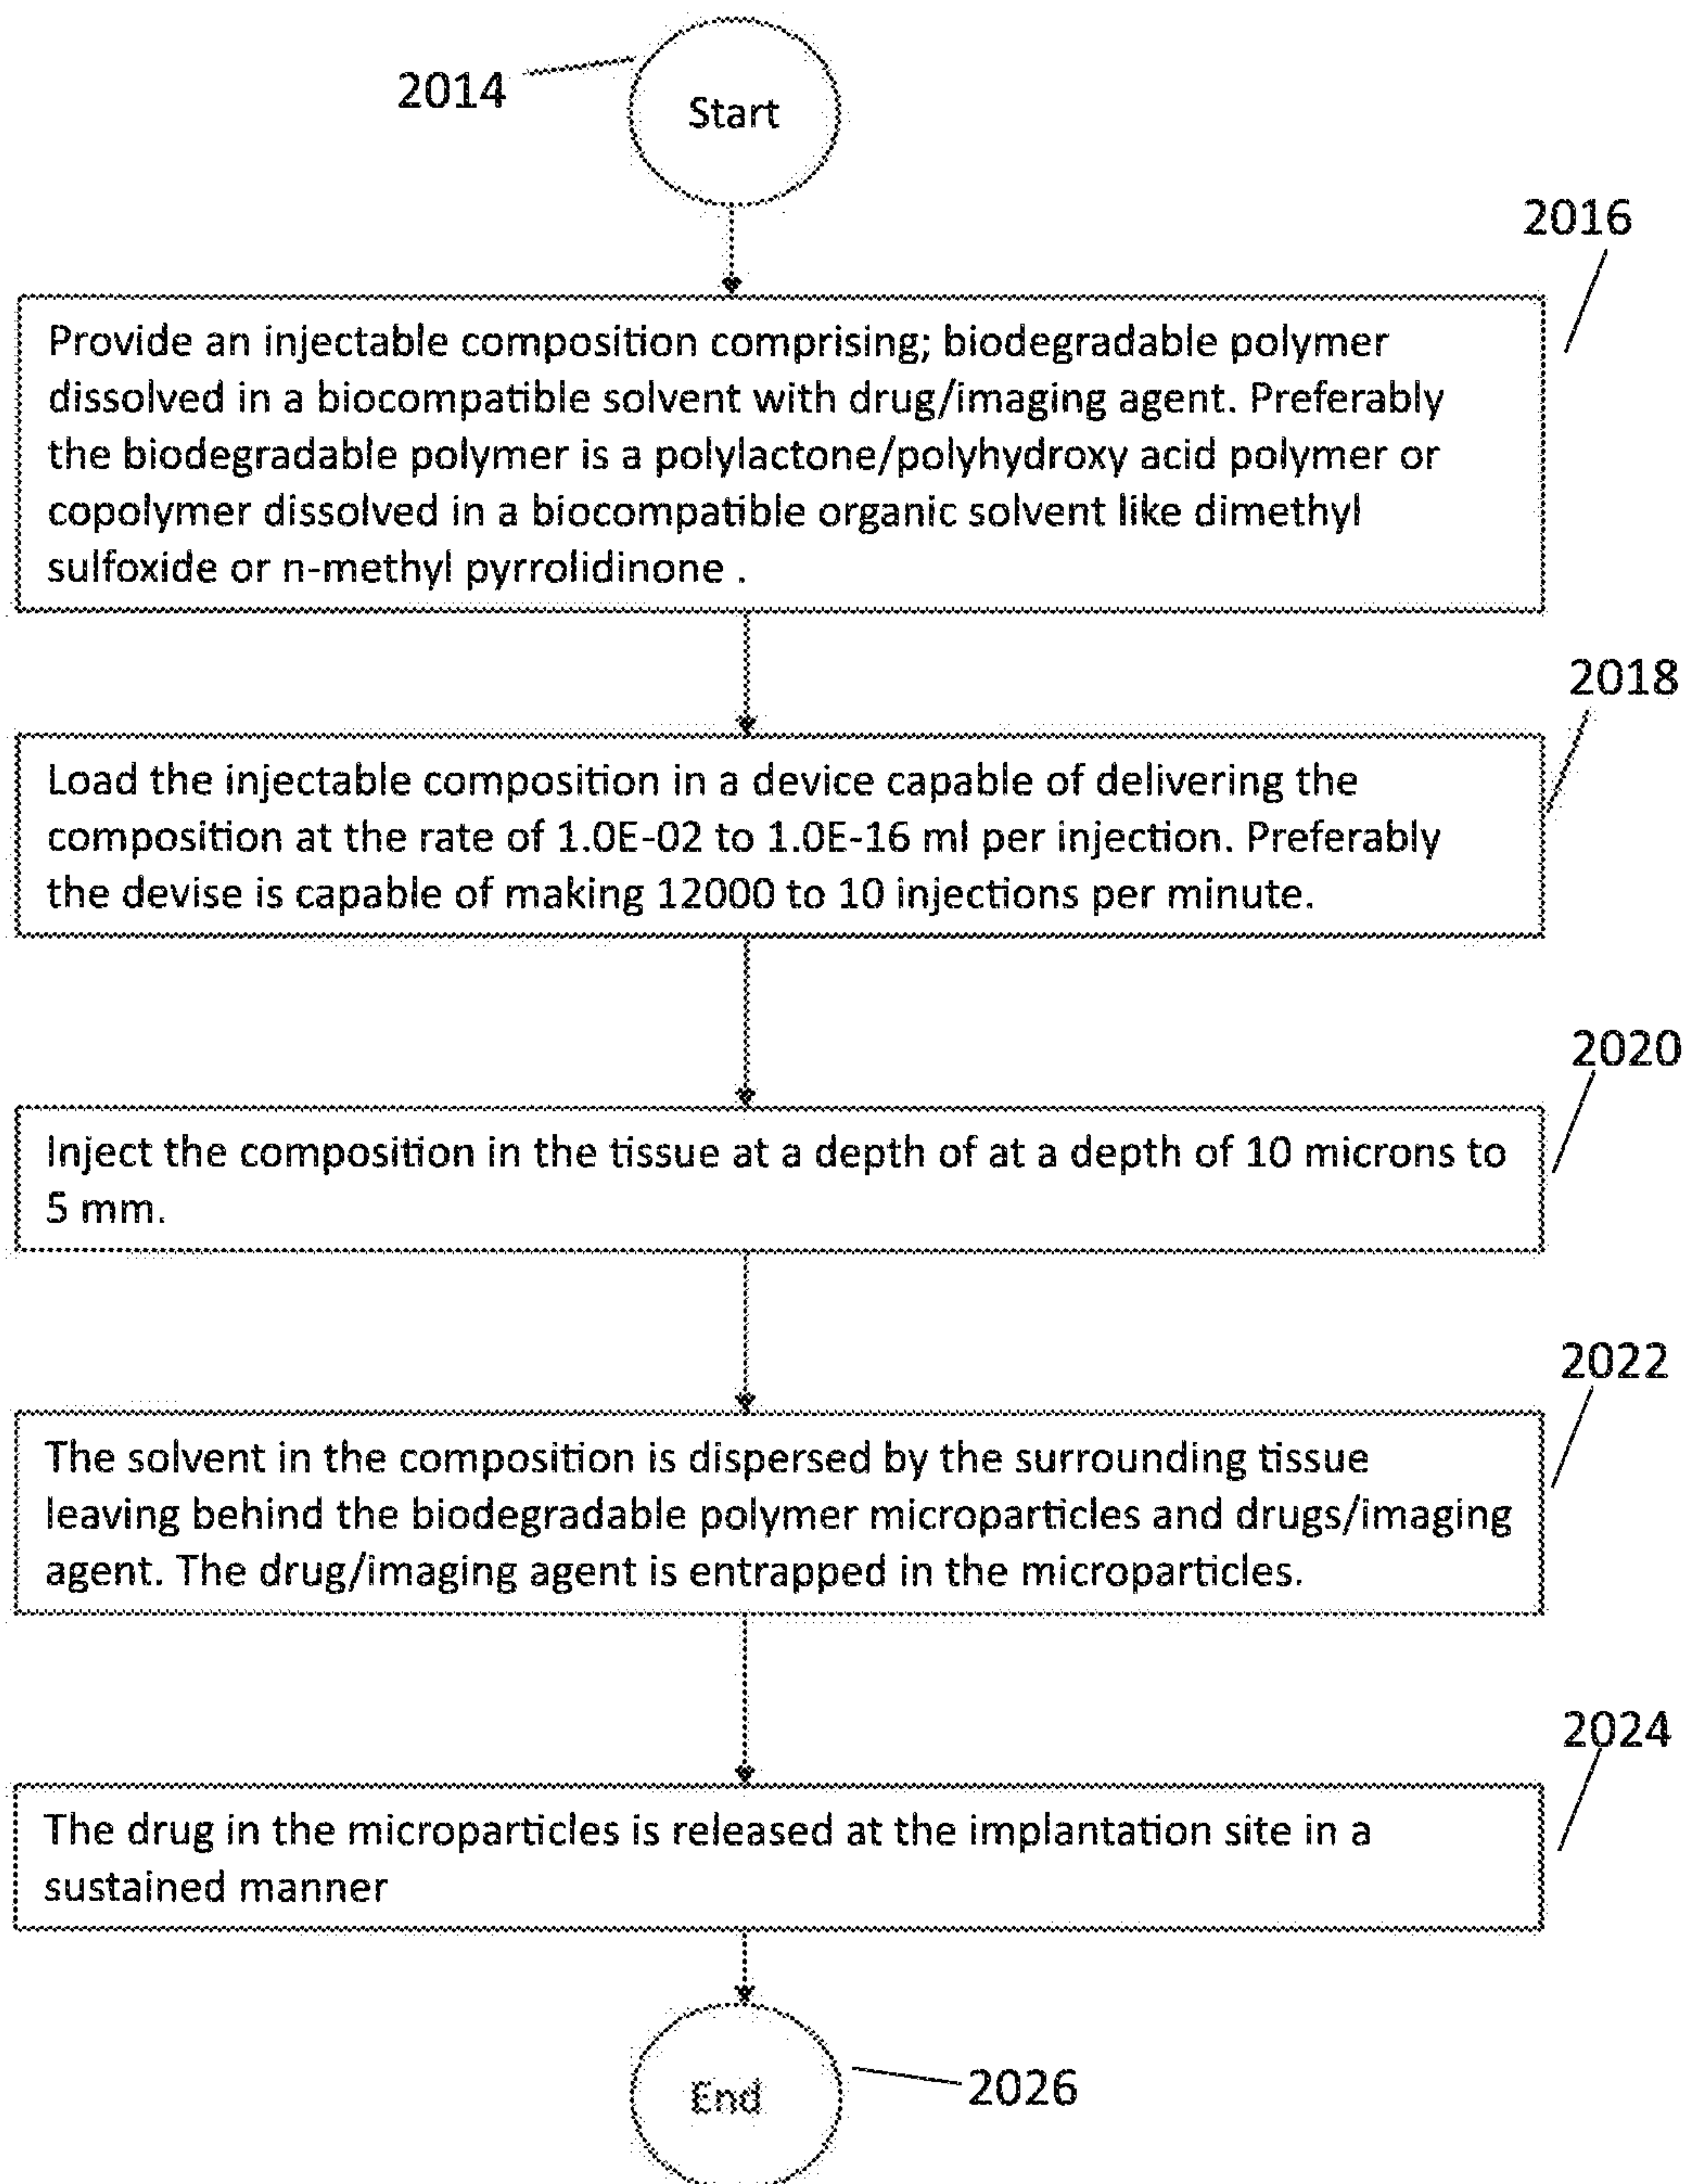 2014
Start
2016
Provide an injectable composition comprising; biodegradable polymer
dissolved in a biocompatible solvent with drug/imaging agent. Preferably
the biodegradable polymer is a polylactone/polyhydroxy acid polymer or
copolymer dissolved in a biocompatible organic solvent like dimethyl
sulfoxide or n-methyl pyrrolidinone .
2018
Load the injectable composition in a device capable of delivering the
composition at the rate of 1.0E-02 to 1.0E-16 ml per injection. Preferably
the devise is capable of making 12000 to 10 injections per minute.
2020
Inject the composition in the tissue at a depth of at a depth of 10 microns to
5 mm.
2022
The solvent in the composition is dispersed by the surrounding tissue
leaving behind the biodegradable polymer microparticles and drugs/imaging
agent. The drug/imaging agent is entrapped in the microparticles.
2024
The drug in the microparticles is released at the implantation site in a
sustained manner
End
2026